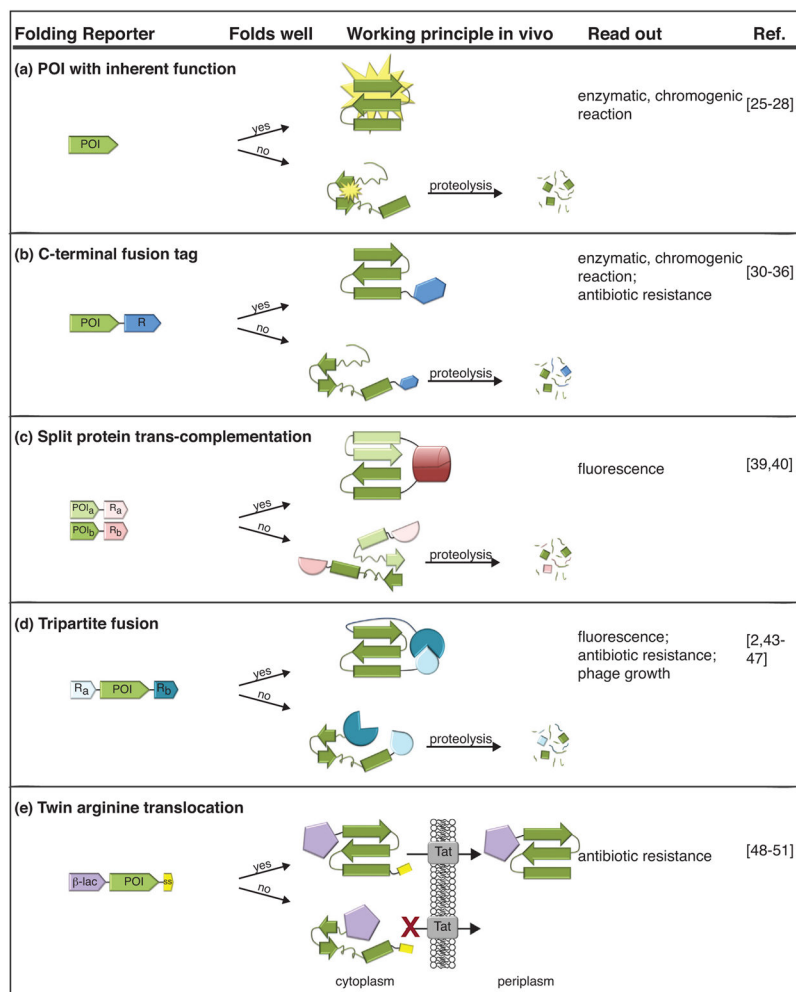 Folding Reporter Folds well Working principle in vivo Read out Ref.
(a) POI with inherent function
POI
yes
no
proteolysis
enzymatic, chromogenic
reaction
[25-28]
(b) C-terminal fusion tag
POI R
yes
no
proteolysis
enzymatic, chromogenic
reaction;
antibiotic resistance
[30-36]
(c) Split protein trans-complementation
POIa Ra
POIb Rb
yes
no
proteolysis
fluorescence
[39,40]
(d) Tripartite fusion
Ra POI Rb
yes
no
proteolysis
fluorescence;
antibiotic resistance;
phage growth
[2,43-
47]
(e) Twin arginine translocation
β-lac POI ss
yes
no
Tat
X Tat
cytoplasm periplasm
antibiotic resistance
[48-51]